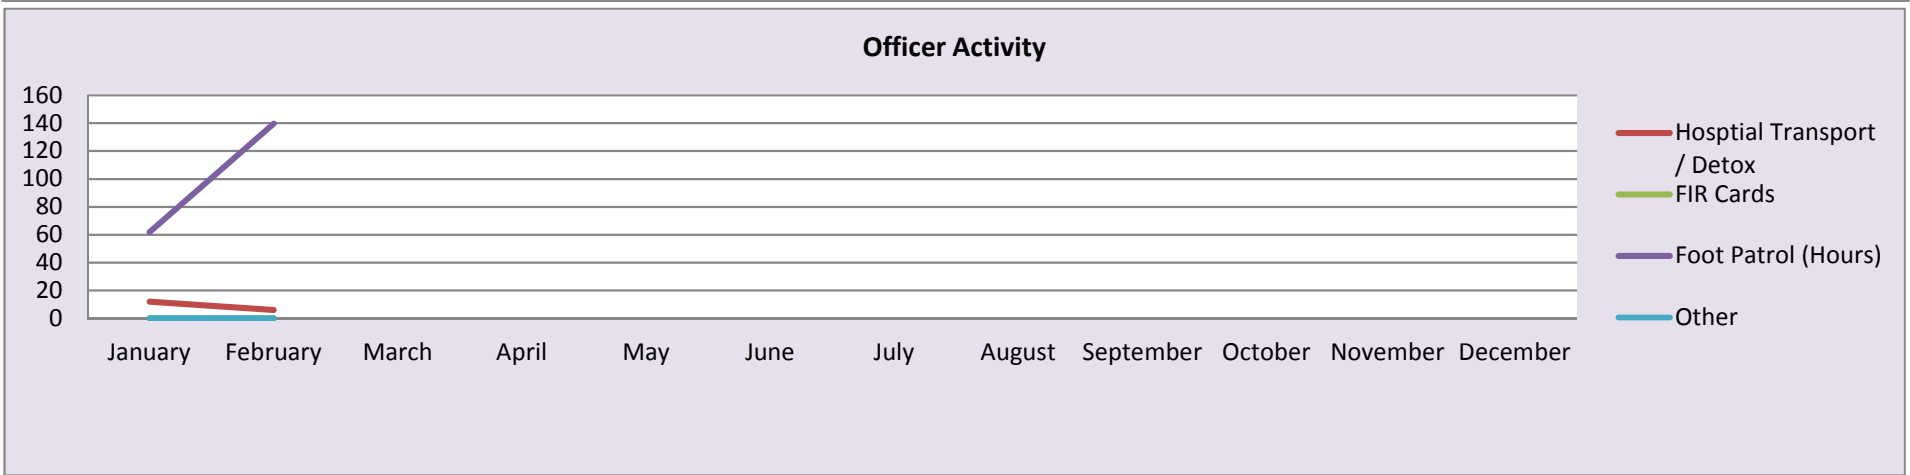 Officer Activity
160
140
120
100
80
60
40
20
0
January February March April May June July August September October November December
Hosptial Transport
/ Detox
FIR Cards
Foot Patrol (Hours)
Other